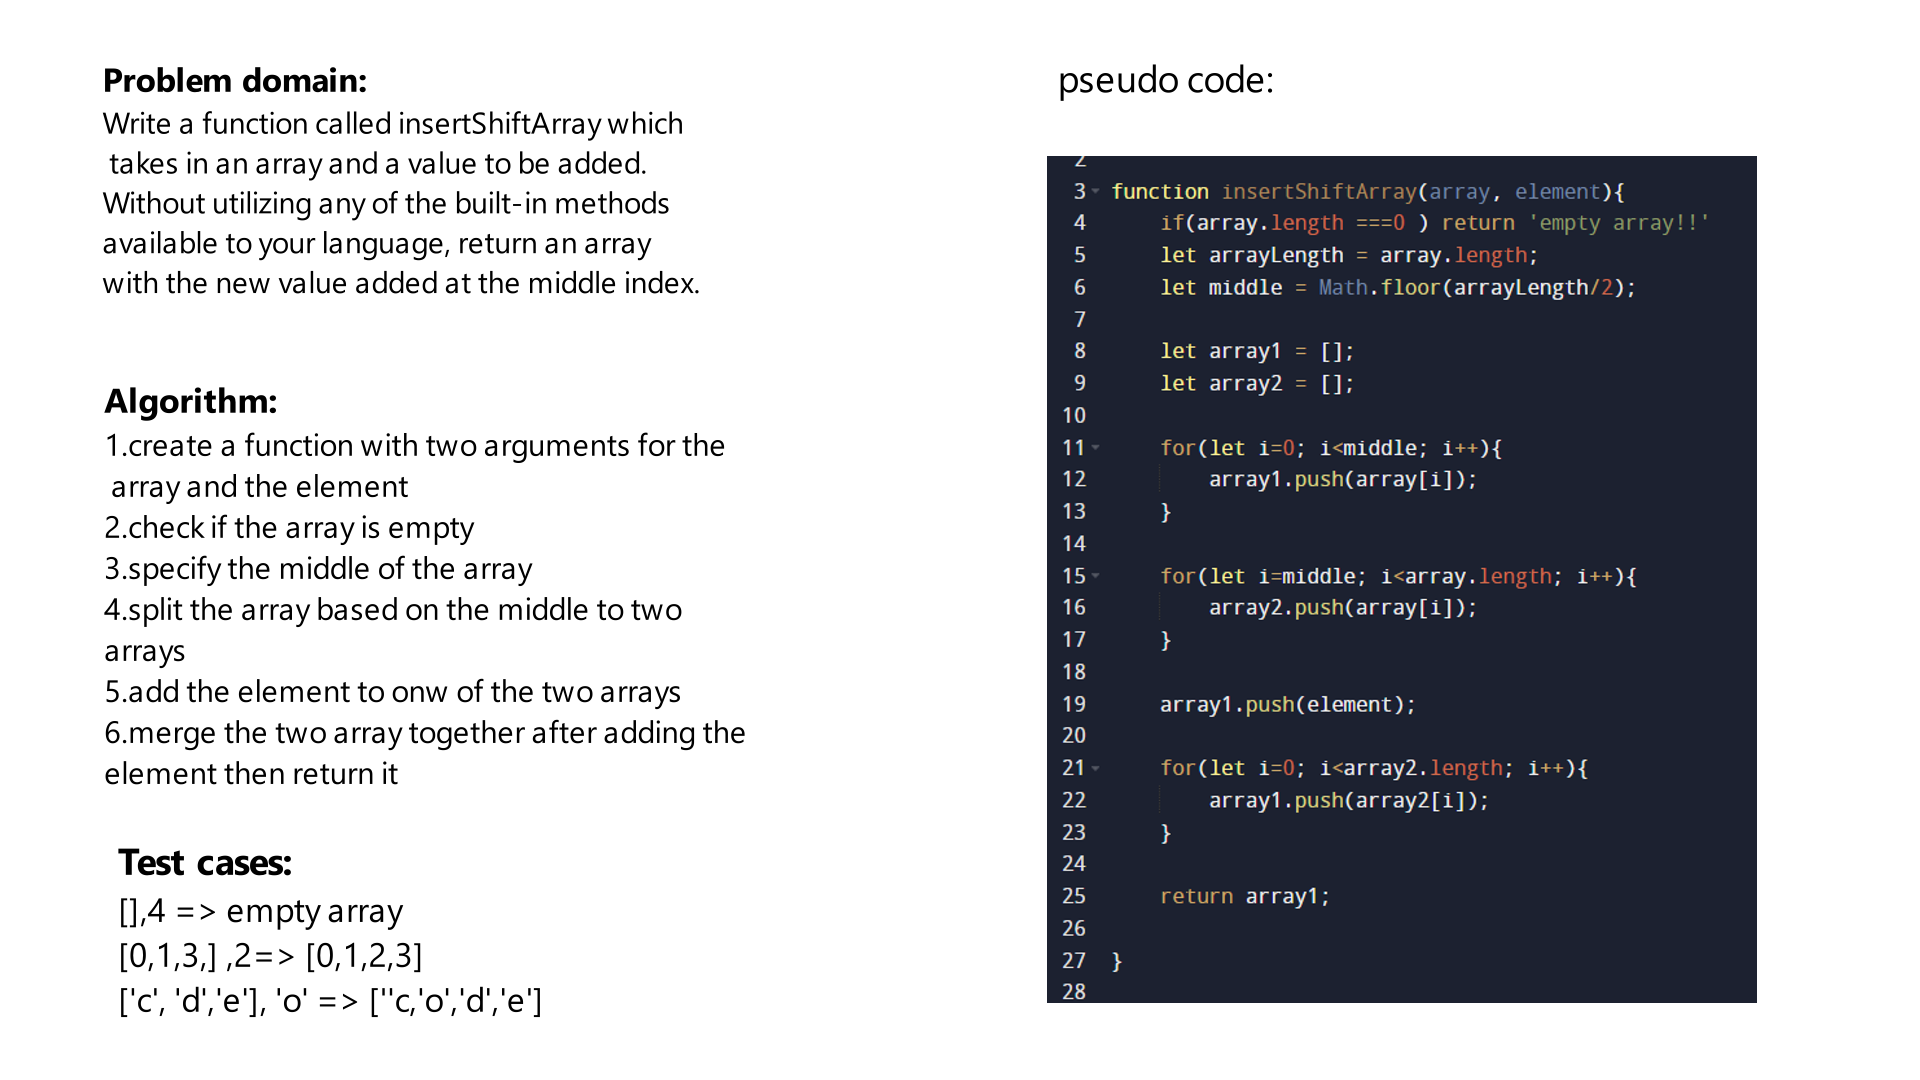 Problem domain:
Write a function called insertShiftArray which
takes in an array and a value to be added.
Without utilizing any of the built-in methods
available to your language, return an array
with the new value added at the middle index.
Algorithm:
1.create a function with two arguments for the
array and the element
2.check if the array is empty
3.specify the middle of the array
4.split the array based on the middle to two
arrays
5.add the element to onw of the two arrays
6.merge the two array together after adding the
element then return it
Test cases:
[],4 => empty array
[0,1,3,] ,2=> [0,1,2,3]
['c', 'd','e'], 'o' => [''c,'o','d','e']
pseudo code:
2
3 function insertShiftArray(array, element){
4 if(array.length ===0 ) return 'empty array!!'
5 let arrayLength = array.length;
6 let middle = Math.floor(arrayLength/2);
7
8 let array1 = [];
9 let array2 = [];
10
11 for(let i=0; i<middle; i++){
12 array1.push(array[i]);
13 }
14
15 for(let i=middle; i<array.length; i++){
16 array2.push(array[i]);
17 }
18
19 array1.push(element);
20
21 for(let i=0; i<array2.length; i++){
22 array1.push(array2[i]);
23 }
24
25 return array1;
26
27 }
28